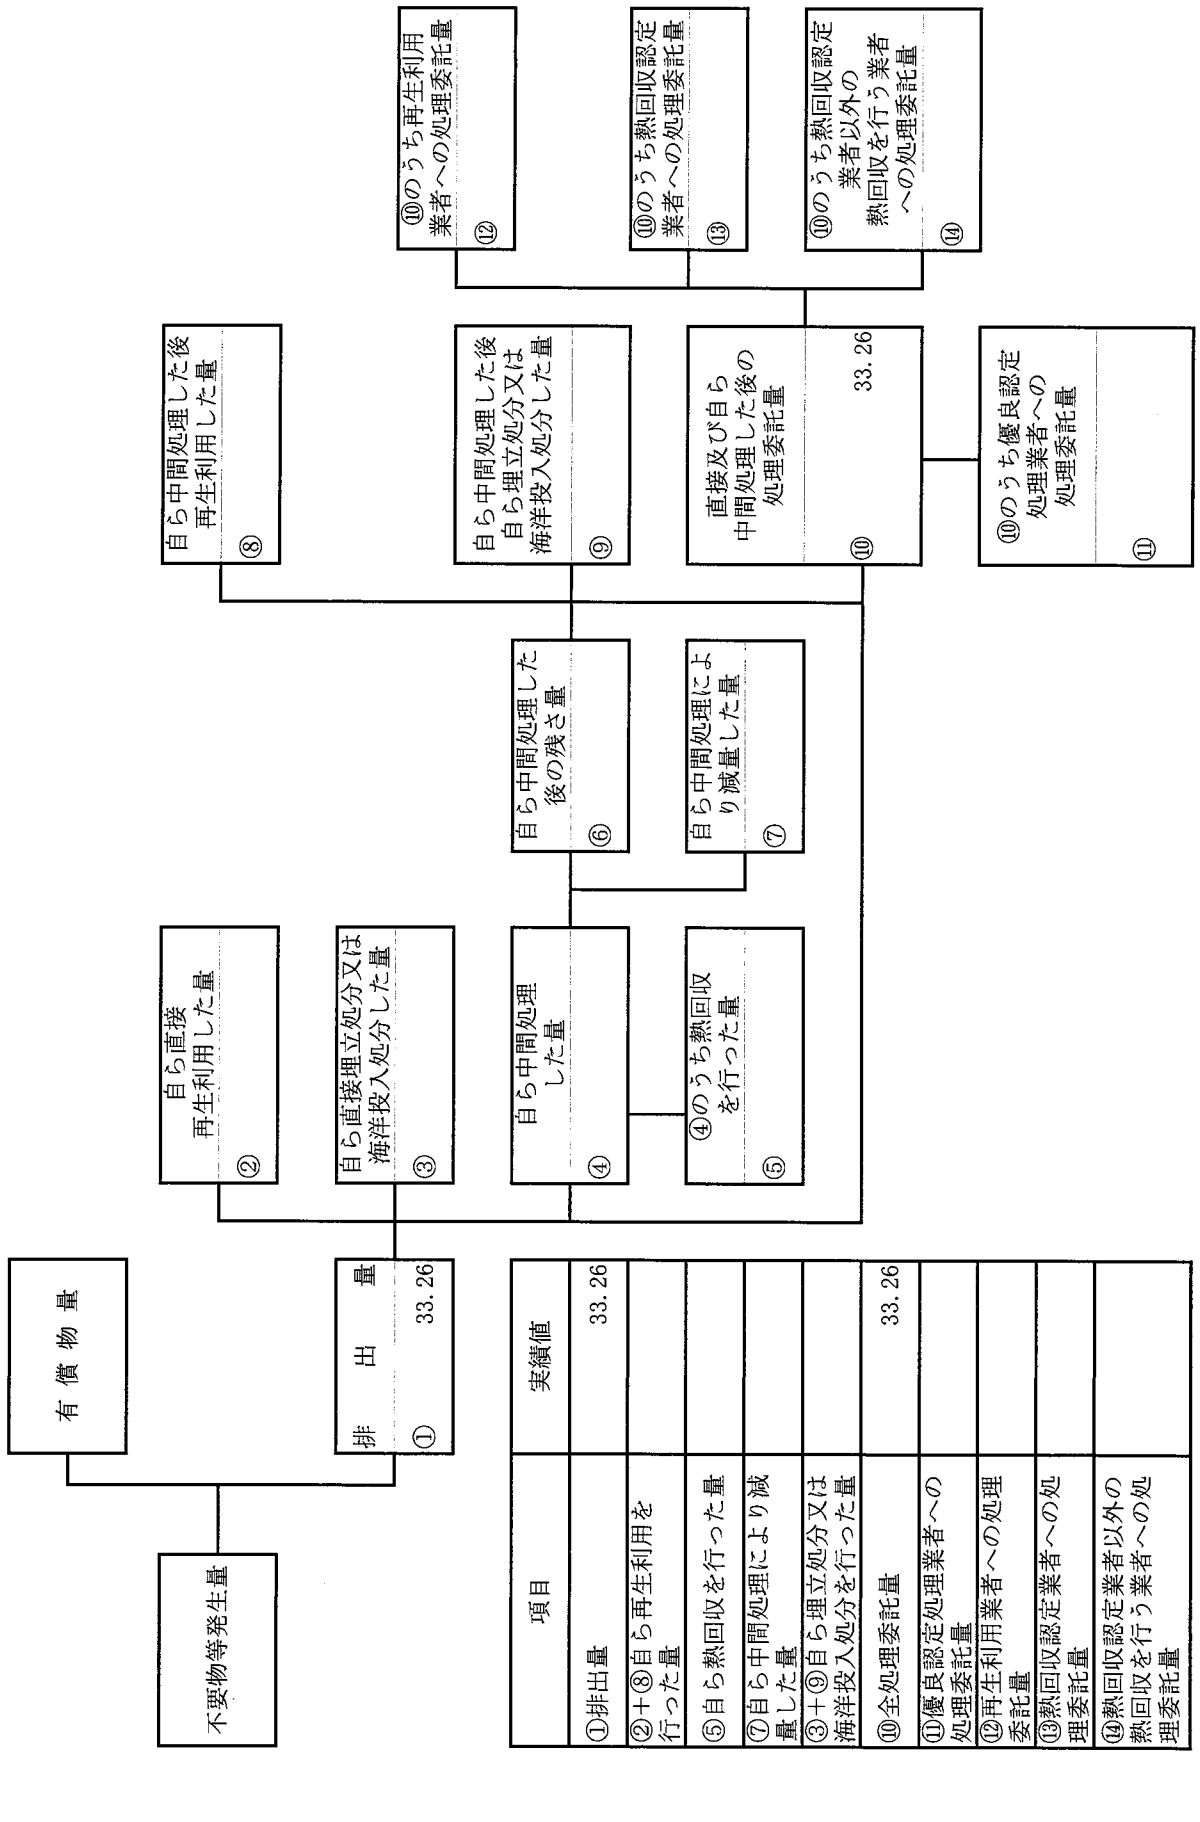 不要物等発生量
有償物量
排出量
① 33.26
自ら直接
再生利用した量
②
自ら直接埋立処分又は
海洋投入処分した量
③
自ら中間処理
した量
④
④のうち熱回収
を行った量
⑤
自ら中間処理した
後の残さ量
⑥
自ら中間処理によ
り減量した量
⑦
自ら中間処理した後
再生利用した量
⑧
自ら中間処理した後
自ら埋立処分又は
海洋投入処分した量
⑨
直接及び自ら
中間処理した後の
処理委託量
⑩ 33.26
⑩のうち優良認定
処理業者への
処理委託量
⑪
⑩のうち再生利用
業者への処理委託量
⑫
⑩のうち熱回収認定
業者への処理委託量
⑬
⑩のうち熱回収認定
業者以外の
熱回収を行う業者
への処理委託量
⑭
項目 実績値
①排出量 33.26
②+⑧自ら再生利用を
行った量
⑤自ら熱回収を行った量
⑦自ら中間処理により減
量した量
③+⑨自ら埋立処分又は
海洋投入処分を行った量
⑩全処理委託量 33.26
⑪優良認定処理業者への
処理委託量
⑫再生利用業者への処理
委託量
⑬熱回収認定業者への処
理委託量
⑭熱回収認定業者以外の
熱回収を行う業者への処
理委託量